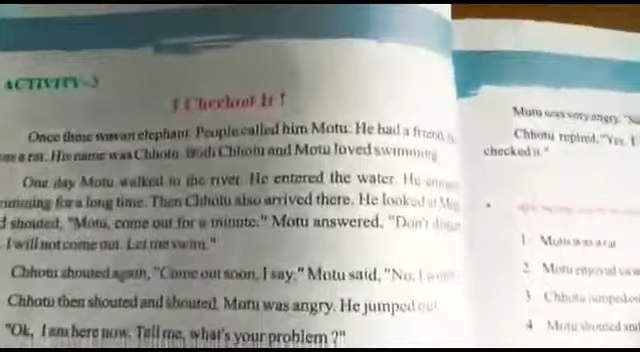 ACTIVITY-3
I Checked It !
Once there was an elephant. People called him Motu. He had a friend.
was a rat. His name was Chhotu. Both Chhotu and Motu loved swimming
One day Motu walked to the river. He entered the water. He
swimming for a long time. Then Chhotu also arrived there. He looked at
shouted, "Motu, come out for a minute." Motu answered, "Don't
I will not come out. Let me swim."
Chhotu shouted again, "Come out soon, I say." Motu said, "No, I
Chhotu then shouted and shouted. Motu was angry. He jumped out
"Ok, I am here now. Tell me, what's your problem ?"
Motu was very angry.
Chhotu replied, "Yes. I
checked it."
1 Motu was a rat
2 Motu enjoyed
3 Chhotu jumped
4 Motu shouted and